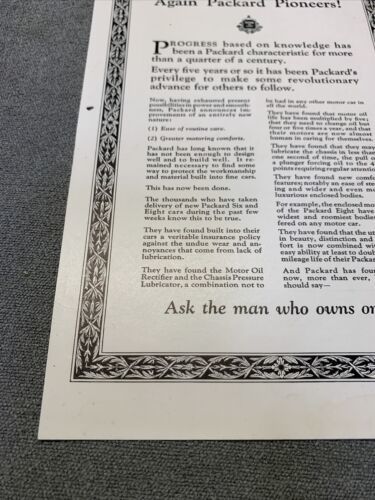 Again Packard Pioneers!
PROGRESS based on knowledge has
been a Packard characteristic for more
than a quarter of a century.
Every five years or so it has been Packard's
privilege to make some revolutionary
advance for others to follow.
Now, having exhausted present
possibilities in power and smooth-
ness, Packard announces im-
provements of an entirely new
nature:
(1) Ease of routine care.
(2) Greater motoring comforts.
Packard has long known that it
has not been enough to design
well and to build well. It re-
mained necessary to find some
way to protect the workmanship
and material built into fine cars.
This has now been done.
The thousands who have taken
delivery of new Packard Six and
Eight cars during the past few
weeks know this to be true.
They have found built into their
cars a veritable insurance policy
against the undue wear and an-
noyances that come from lack of
lubrication.
They have found the Motor Oil
Rectifier and the Chassis Pressure
Lubricator, a combination not to
be had in any other motor car in
all the world.
They have found that motor oil
life has been multiplied by five;
that they need to change oil but
four or five times a year, and that
their motors are now almost
human in caring for themselves.
They have found that they may
lubricate the chassis in less than
one second of time, the pull o
a plunger forcing oil to the 4
points requiring regular attentio
They have found new comfo
features; notably an ease of ste
ing and wider and even m
luxurious enclosed bodies.
For example, the enclosed mo
of the Packard Eight have
widest and roomiest bodies
fered on any motor car.
They have found that the ut
in beauty, distinction and
fort is now combined wit
easy ability at least to doub
mileage life of their Packar
And Packard has fou
now, more than ever,
should say—
Ask the man who owns on